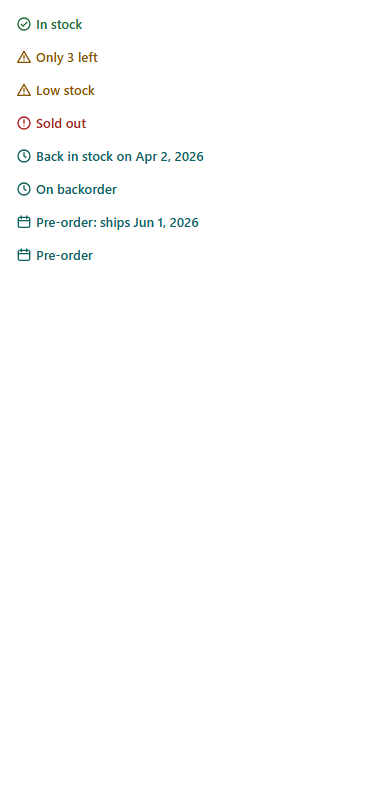 In stock
Only 3 left
Low stock
Sold out
Back in stock on Apr 2, 2026
On backorder
Pre-order: ships Jun 1, 2026
Pre-order